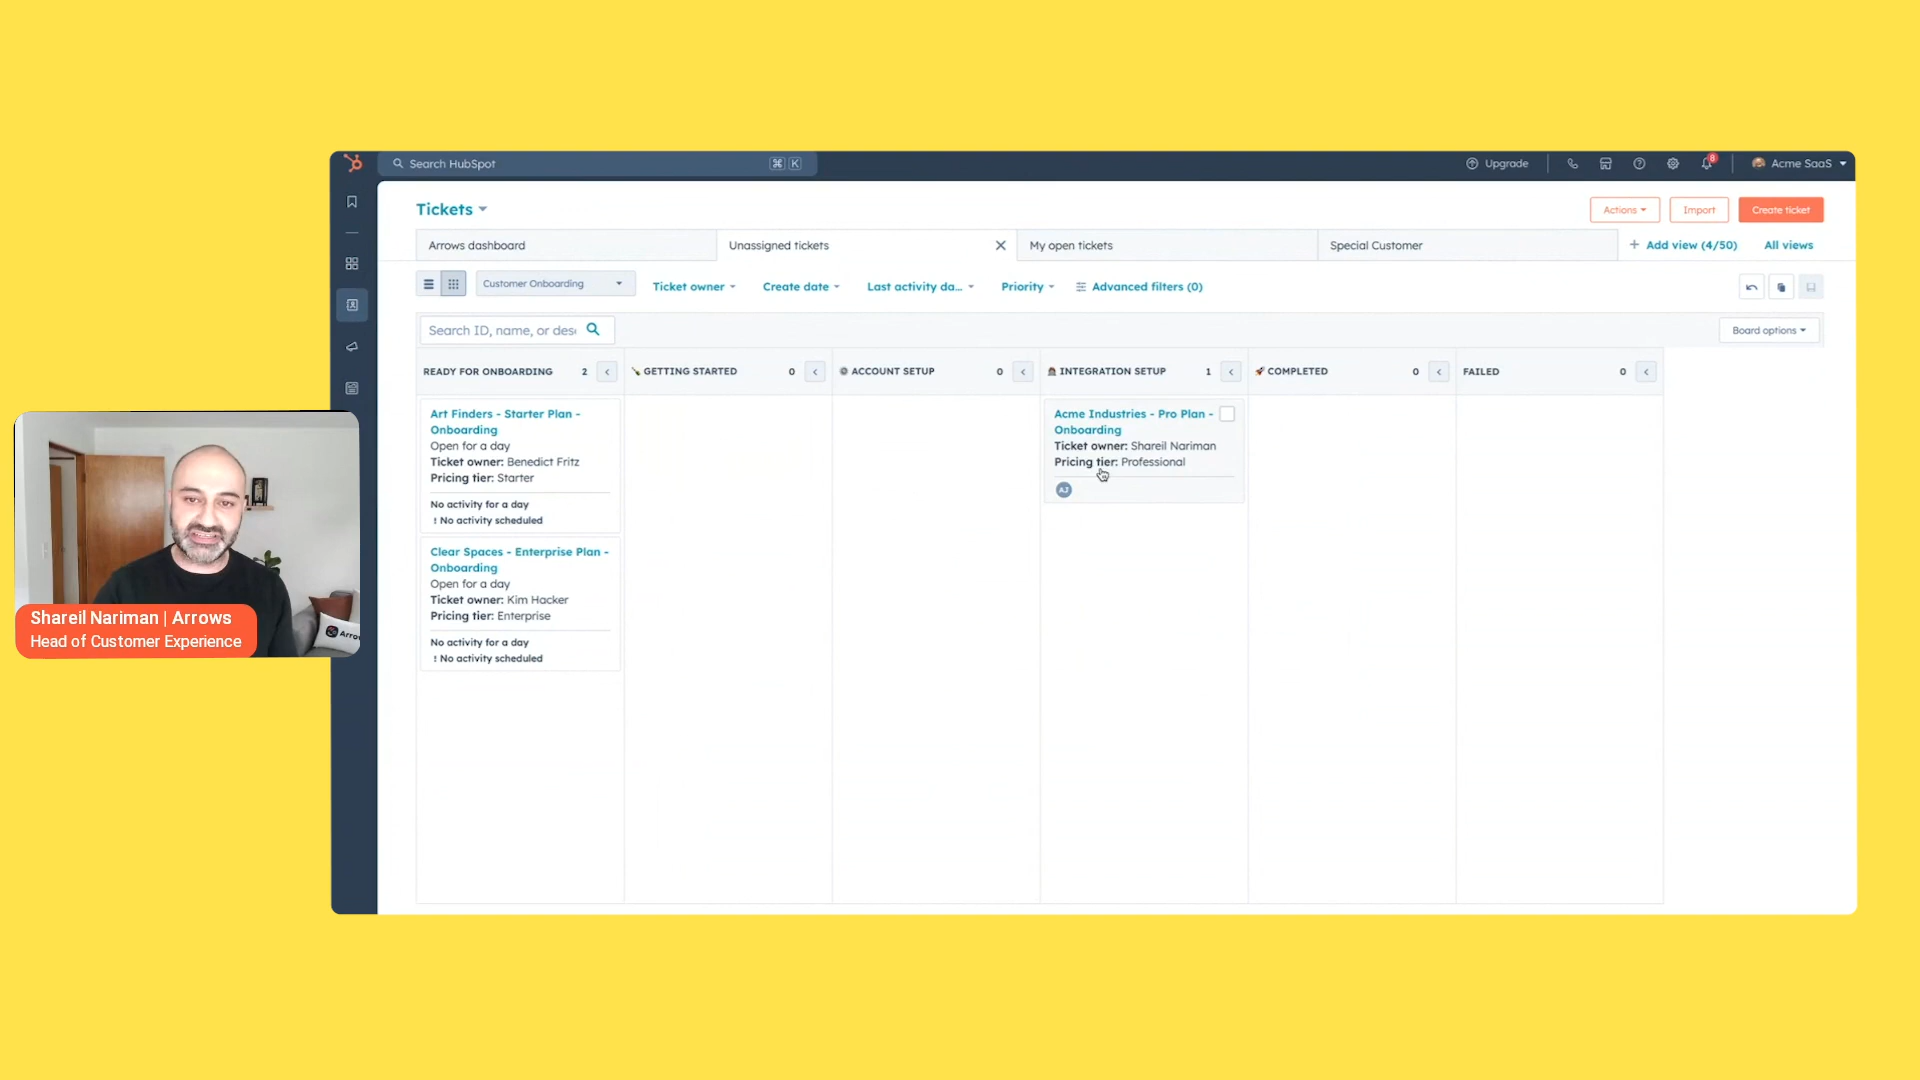 Search HubSpot
⌘ K
Upgrade
8
Acme SaaS
Tickets
Actions
Import
Create ticket
Arrows dashboard
Unassigned tickets
My open tickets
Special Customer
+ Add view (4/50)
All views
Customer Onboarding
Ticket owner
Create date
Last activity da...
Priority
Advanced filters (0)
Search ID, name, or des
Board options
READY FOR ONBOARDING 2
GETTING STARTED 0
ACCOUNT SETUP 0
INTEGRATION SETUP 1
COMPLETED 0
FAILED 0
Art Finders - Starter Plan -
Onboarding
Open for a day
Ticket owner: Benedict Fritz
Pricing tier: Starter
No activity for a day
! No activity scheduled
Clear Spaces - Enterprise Plan -
Onboarding
Open for a day
Ticket owner: Kim Hacker
Pricing tier: Enterprise
No activity for a day
! No activity scheduled
Acme Industries - Pro Plan -
Onboarding
Ticket owner: Shareil Nariman
Pricing tier: Professional
AJ
Arro
Shareil Nariman | Arrows
Head of Customer Experience